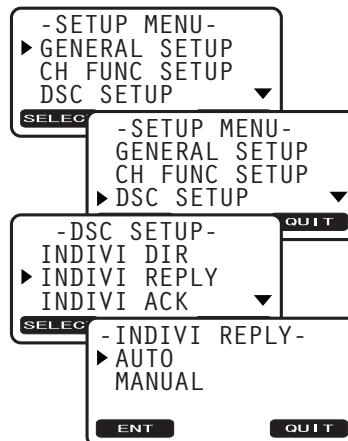 -SETUP MENU-
GENERAL SETUP
CH FUNC SETUP
DSC SETUP
SELEC
-SETUP MENU-
GENERAL SETUP
CH FUNC SETUP
DSC SETUP
QUIT
-DSC SETUP-
INDIVI DIR
INDIVI REPLY
INDIVI ACK
SELEC
-INDIVI REPLY-
AUTO
MANUAL
ENT QUIT